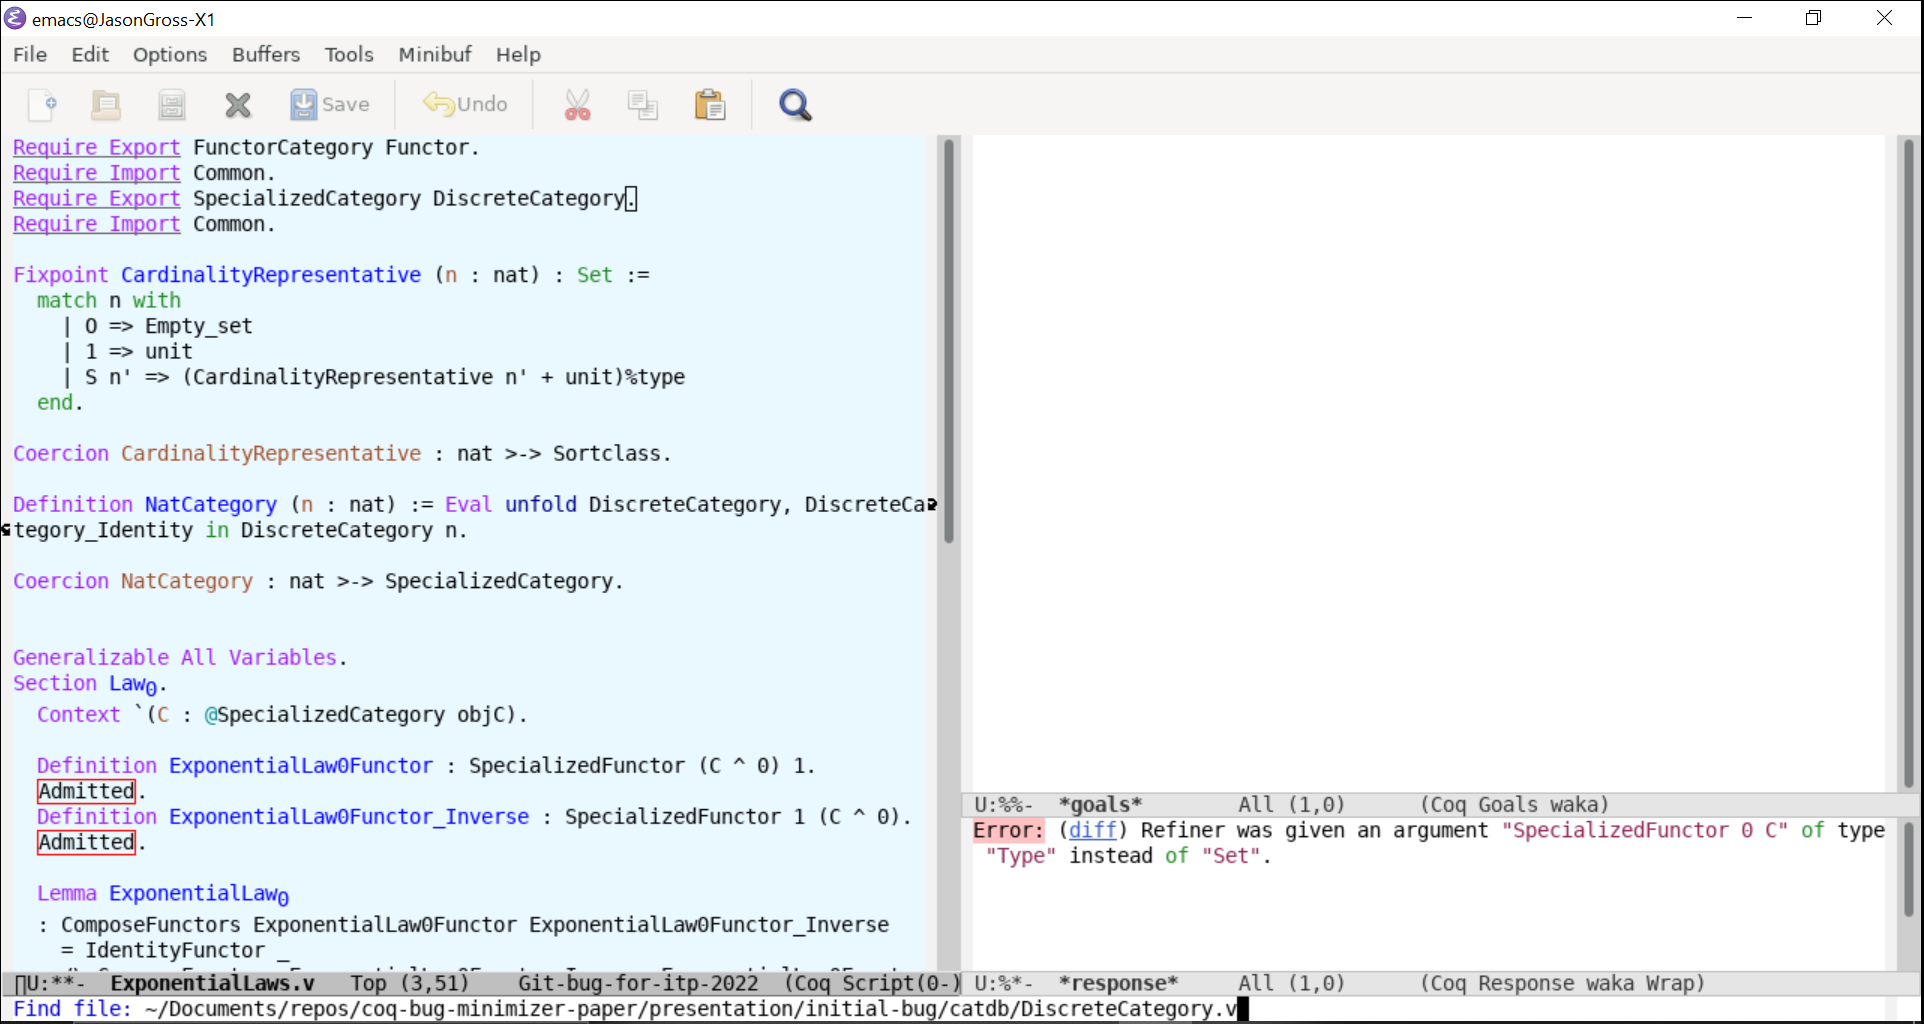 emacs@JasonGross-X1
File Edit Options Buffers Tools Minibuf Help
Save Undo
Require Export FunctorCategory Functor.
Require Import Common.
Require Export SpecializedCategory DiscreteCategory.
Require Import Common.
Fixpoint CardinalityRepresentative (n : nat) : Set :=
match n with
| O => Empty_set
| 1 => unit
| S n' => (CardinalityRepresentative n' + unit)%type
end.
Coercion CardinalityRepresentative : nat >-> Sortclass.
Definition NatCategory (n : nat) := Eval unfold DiscreteCategory, DiscreteCa
tegory_Identity in DiscreteCategory n.
Coercion NatCategory : nat >-> SpecializedCategory.
Generalizable All Variables.
Section Law₀.
Context `(C : @SpecializedCategory objC).
Definition ExponentialLaw0Functor : SpecializedFunctor (C ^ 0) 1.
Admitted.
Definition ExponentialLaw0Functor_Inverse : SpecializedFunctor 1 (C ^ 0).
Admitted.
Lemma ExponentialLaw₀
: ComposeFunctors ExponentialLaw0Functor ExponentialLaw0Functor_Inverse
= IdentityFunctor _
U:**- ExponentialLaws.v Top (3,51) Git-bug-for-itp-2022 (Coq Script(0-)
U:%%- *goals* All (1,0) (Coq Goals waka)
Error: (diff) Refiner was given an argument "SpecializedFunctor 0 C" of type
"Type" instead of "Set".
U:%*- *response* All (1,0) (Coq Response waka Wrap)
Find file: ~/Documents/repos/coq-bug-minimizer-paper/presentation/initial-bug/catdb/DiscreteCategory.v